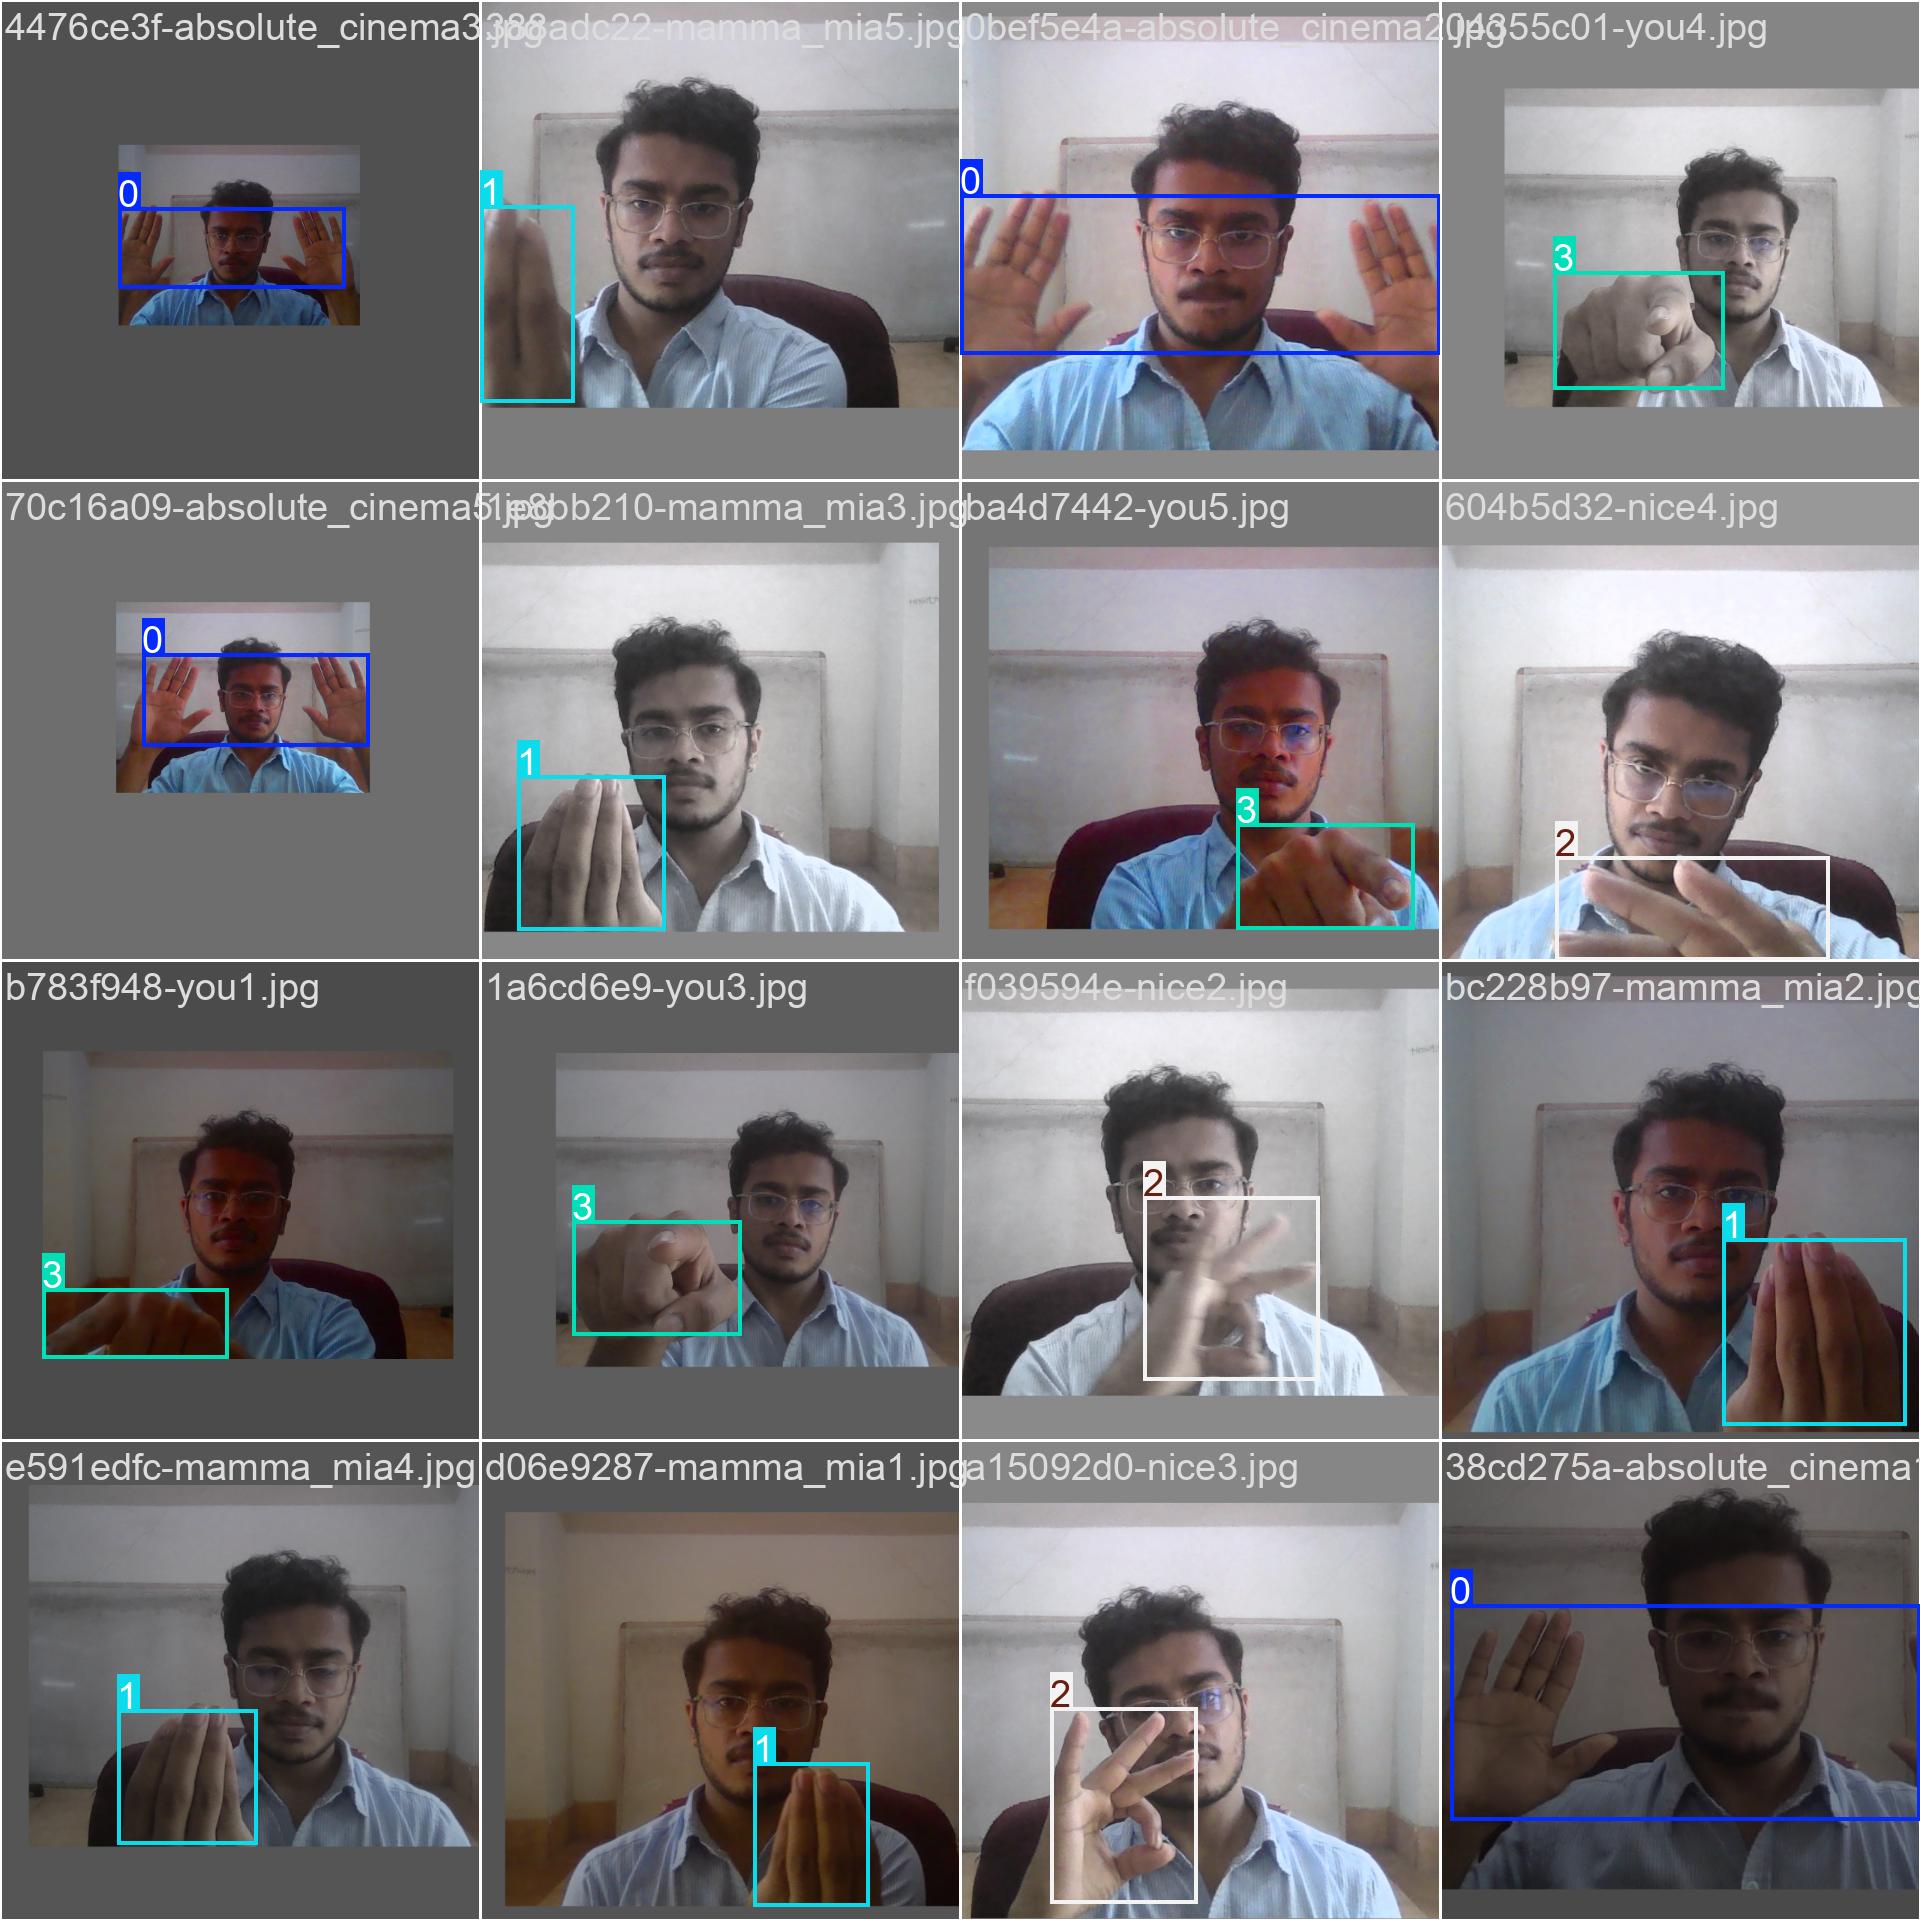 4476ce3f-absolute_cinema3.jpg
388adc22-mamma_mia5.jpg
0bef5e4a-absolute_cinema2.jpg
04355c01-you4.jpg
0
1
0
3
70c16a09-absolute_cinema5.jpg
1e8bb210-mamma_mia3.jpg
ba4d7442-you5.jpg
604b5d32-nice4.jpg
0
1
3
2
b783f948-you1.jpg
1a6cd6e9-you3.jpg
f039594e-nice2.jpg
bc228b97-mamma_mia2.jpg
3
3
2
1
e591edfc-mamma_mia4.jpg
d06e9287-mamma_mia1.jpg
a15092d0-nice3.jpg
38cd275a-absolute_cinema1
1
1
2
0